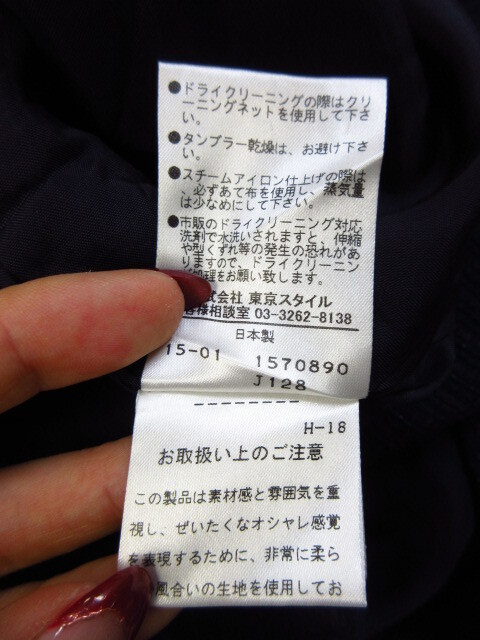 ●ドライクリーニングの際はクリ
ーニングネットを使用して下さ
い。
●タンブラー乾燥は、お避け下さ
い。
●スチームアイロン仕上げの際は
、必ずあて布を使用し、蒸気量
は少なめにして下さい。
●市販のドライクリーニング対応
洗剤で水洗いされますと、伸縮
や型くずれ等の発生の恐れがあ
りますので、ドライクリーニン
処理をお願い致します。
式会社 東京スタイル
客様相談室 03-3262-8138
日本製
15-01 1570890
J128
--------
H-18
お取扱い上のご注意
この製品は素材感と雰囲気を重
視し、ぜいたくなオシャレ感覚
を表現するために、非常に柔ら
風合いの生地を使用してお